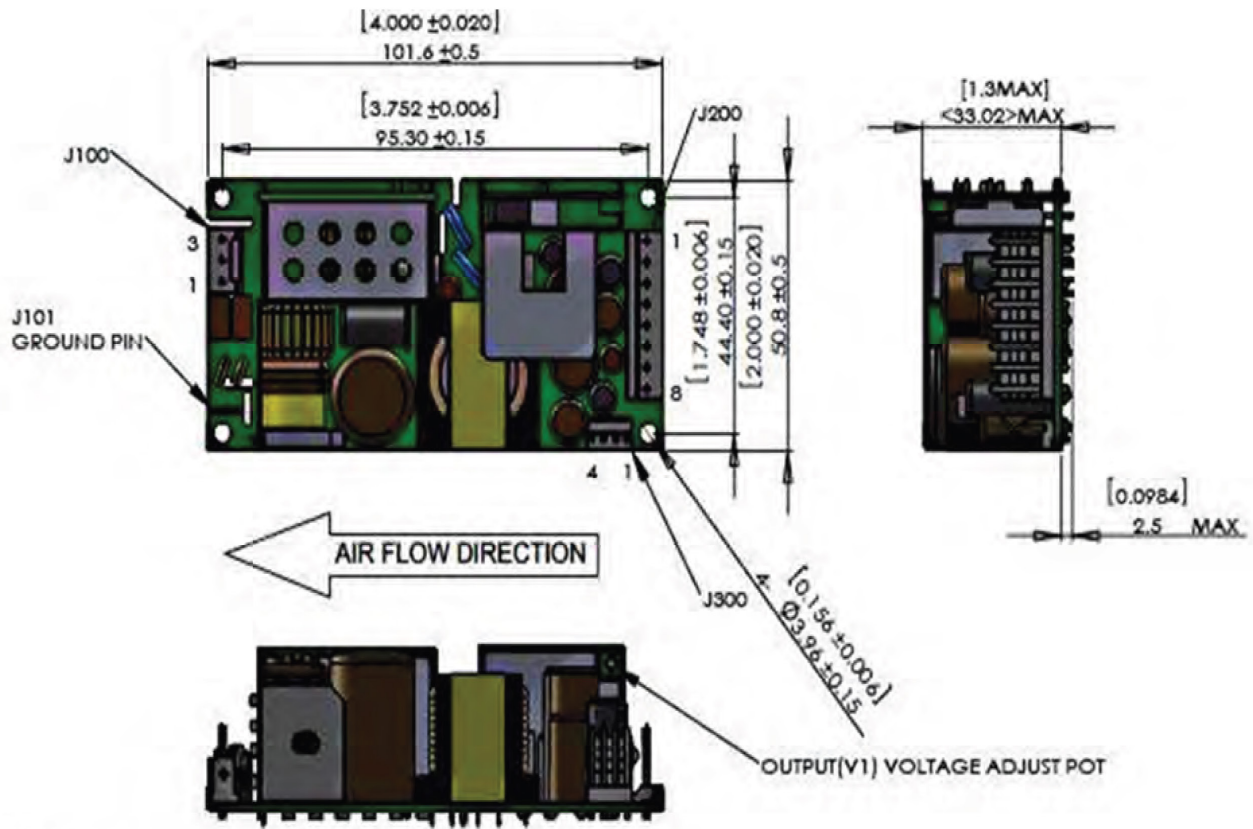 [4.000 ±0.020]
101.6 ±0.5
[3.752 ±0.006]
95.30 ±0.15
J200
[1.3MAX]
<33.02>MAX
J100
3
1
1
8
[1.748 ±0.006]
44.40 ±0.15
[2.000 ±0.020]
50.8 ±0.5
J101
GROUND PIN
4 1
[0.0984]
2.5 MAX
AIR FLOW DIRECTION
J300
[0.156 ±0.006]
4- Ø3.96 ±0.15
OUTPUT(V1) VOLTAGE ADJUST POT